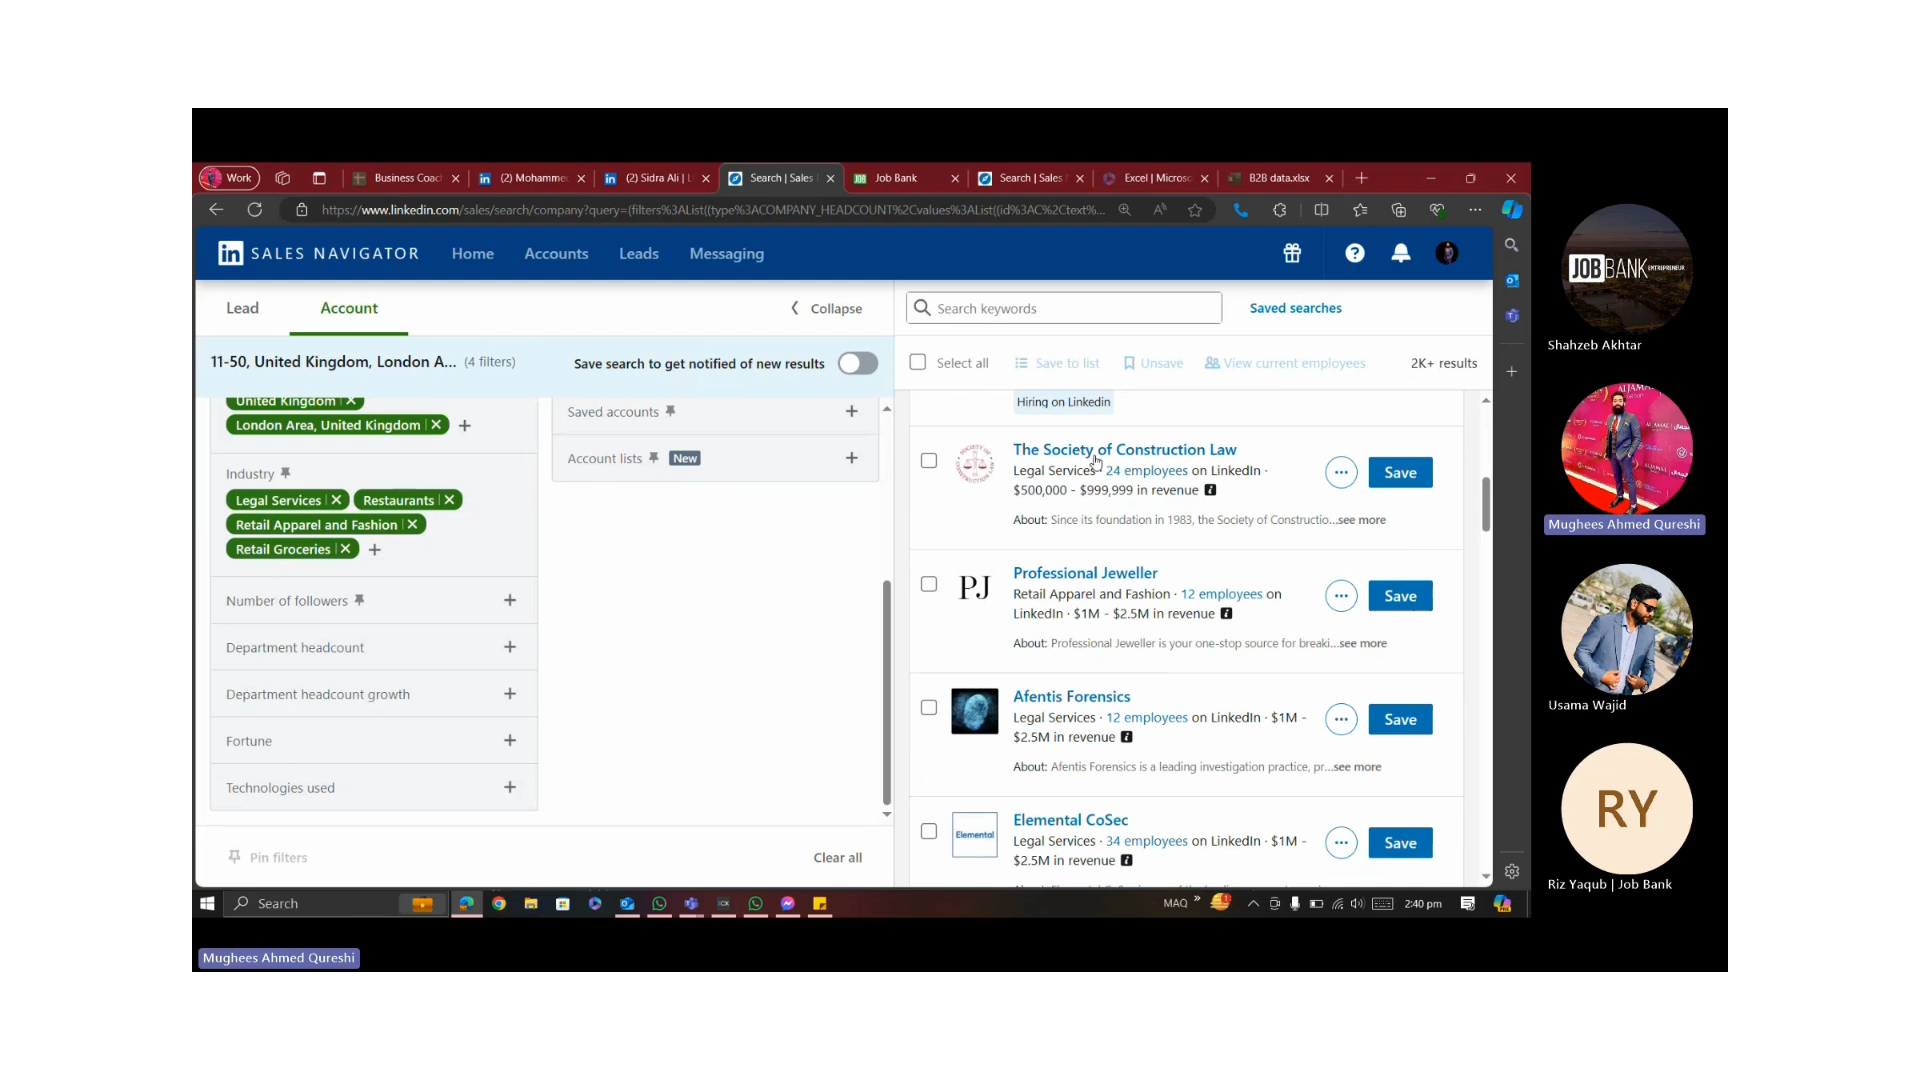 Work
Business Coac
(2) Mohamme
(2) Sidra Ali | L
Search | Sales
JOB
Job Bank
Search | Sales
Excel | Micros
B2B data.xlsx
https://www.linkedin.com/sales/search/company?query=(filters%3AList((type%3ACOMPANY_HEADCOUNT%2Cvalues%3AList((id%3AC%2Ctext%...
in SALES NAVIGATOR
Home
Accounts
Leads
Messaging
Lead
Account
Collapse
Search keywords
Saved searches
11-50, United Kingdom, London A... (4 filters)
Save search to get notified of new results
Select all
Save to list
Unsave
View current employees
2K+ results
United Kingdom
London Area, United Kingdom
Industry
Legal Services
Restaurants
Retail Apparel and Fashion
Retail Groceries
Number of followers
Department headcount
Department headcount growth
Fortune
Technologies used
Pin filters
Clear all
Saved accounts
Account lists New
Hiring on Linkedin
The Society of Construction Law
Legal Services · 24 employees on LinkedIn ·
$500,000 - $999,999 in revenue
About: Since its foundation in 1983, the Society of Constructio...see more
Save
PJ
Professional Jeweller
Retail Apparel and Fashion · 12 employees on
LinkedIn · $1M - $2.5M in revenue
About: Professional Jeweller is your one-stop source for breaki...see more
Save
Afentis Forensics
Legal Services · 12 employees on LinkedIn · $1M -
$2.5M in revenue
About: Afentis Forensics is a leading investigation practice, pr...see more
Save
Elemental
Elemental CoSec
Legal Services · 34 employees on LinkedIn · $1M -
$2.5M in revenue
Save
Search
MAQ
2:40 pm
Mughees Ahmed Qureshi
JOB BANK ENTREPRENEUR
Shahzeb Akhtar
Mughees Ahmed Qureshi
Usama Wajid
RY
Riz Yaqub | Job Bank